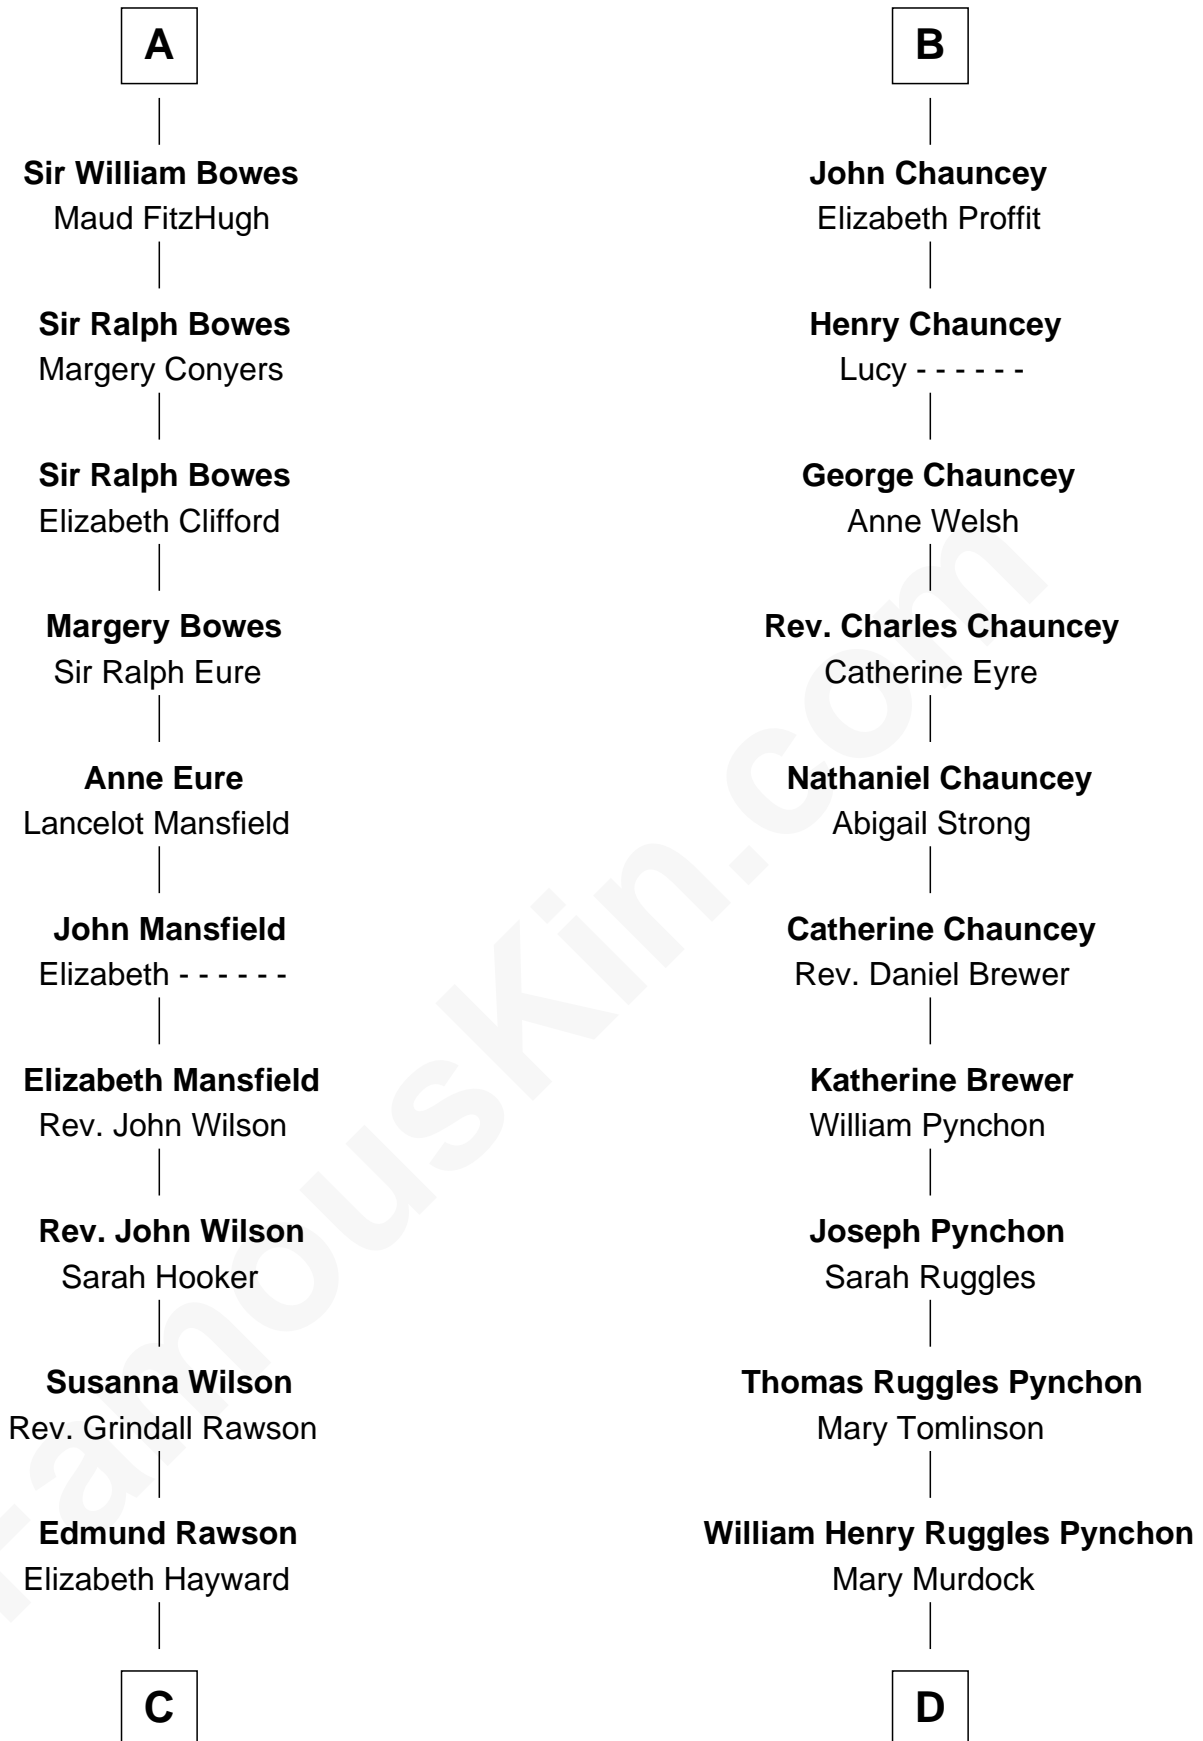 A
Sir William Bowes
Maud FitzHugh
Sir Ralph Bowes
Margery Conyers
Sir Ralph Bowes
Elizabeth Clifford
Margery Bowes
Sir Ralph Eure
Anne Eure
Lancelot Mansfield
John Mansfield
Elizabeth - - - - - -
Elizabeth Mansfield
Rev. John Wilson
Rev. John Wilson
Sarah Hooker
Susanna Wilson
Rev. Grindall Rawson
Edmund Rawson
Elizabeth Hayward
C
B
John Chauncey
Elizabeth Proffit
Henry Chauncey
Lucy - - - - - -
George Chauncey
Anne Welsh
Rev. Charles Chauncey
Catherine Eyre
Nathaniel Chauncey
Abigail Strong
Catherine Chauncey
Rev. Daniel Brewer
Katherine Brewer
William Pynchon
Joseph Pynchon
Sarah Ruggles
Thomas Ruggles Pynchon
Mary Tomlinson
William Henry Ruggles Pynchon
Mary Murdock
D
FamousKin.com